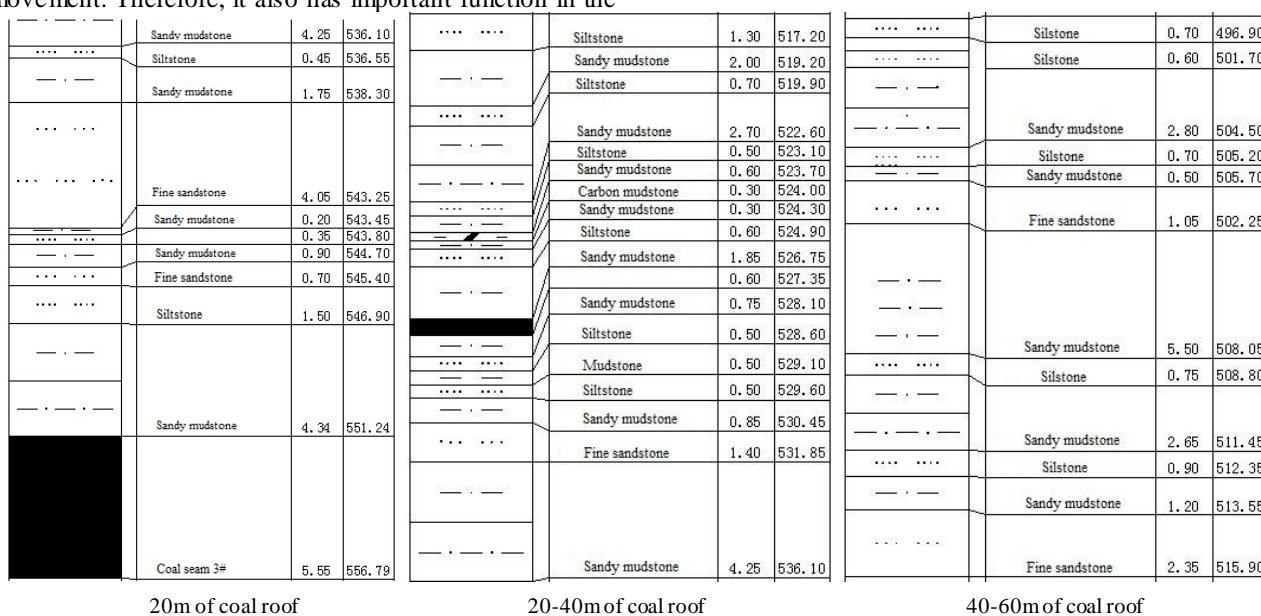 movement. Therefore, it also has important function in the
Sandy mudstone 4.25 536.10
Siltstone 0.45 536.55
Sandy mudstone 1.75 538.30
Fine sandstone 4.05 543.25
Sandy mudstone 0.20 543.45
0.35 543.80
Sandy mudstone 0.90 544.70
Fine sandstone 0.70 545.40
Siltstone 1.50 546.90
Sandy mudstone 4.34 551.24
Coal seam 3# 5.55 556.79
20m of coal roof
Siltstone 1.30 517.20
Sandy mudstone 2.00 519.20
Siltstone 0.70 519.90
Sandy mudstone 2.70 522.60
Siltstone 0.50 523.10
Sandy mudstone 0.60 523.70
Carbon mudstone 0.30 524.00
Sandy mudstone 0.30 524.30
Siltstone 0.60 524.90
Sandy mudstone 1.85 526.75
0.60 527.35
Sandy mudstone 0.75 528.10
Siltstone 0.50 528.60
Mudstone 0.50 529.10
Siltstone 0.50 529.60
Sandy mudstone 0.85 530.45
Fine sandstone 1.40 531.85
Sandy mudstone 4.25 536.10
20-40m of coal roof
Silstone 0.70 496.90
Silstone 0.60 501.70
Sandy mudstone 2.80 504.50
Silstone 0.70 505.20
Sandy mudstone 0.50 505.70
Fine sandstone 1.05 502.25
Sandy mudstone 5.50 508.05
Silstone 0.75 508.80
Sandy mudstone 2.65 511.45
Silstone 0.90 512.35
Sandy mudstone 1.20 513.55
Fine sandstone 2.35 515.90
40-60m of coal roof